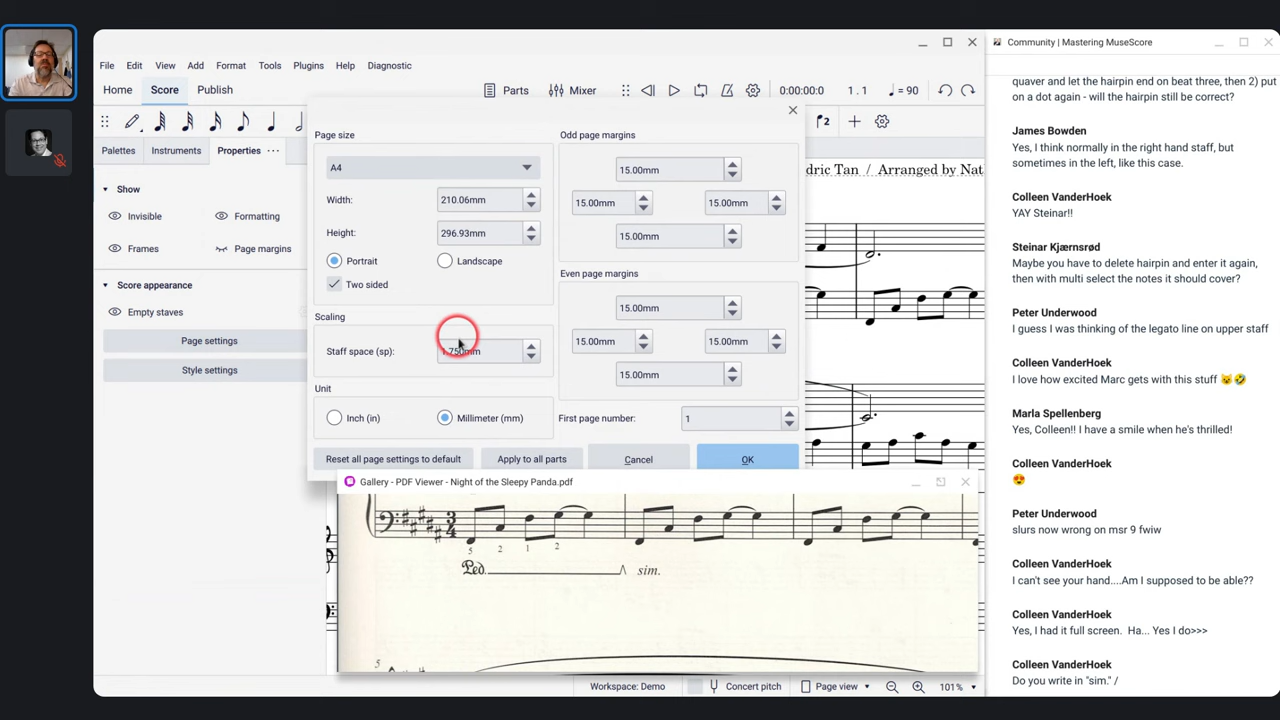 Community | Mastering MuseScore
File Edit View Add Format Tools Plugins Help Diagnostic
Home Score Publish Parts Mixer 0:00:00:0 1 . 1 = 90
Palettes Instruments Properties
Show
Invisible Formatting
Frames Page margins
Score appearance
Empty staves
Page settings
Style settings
Page size
A4
Width: 210.06mm
Height: 296.93mm
Portrait Landscape
Two sided
Scaling
Staff space (sp): 1.750mm
Unit
Inch (in) Millimeter (mm)
Odd page margins
15.00mm
15.00mm 15.00mm
15.00mm
Even page margins
15.00mm
15.00mm 15.00mm
15.00mm
First page number: 1
Reset all page settings to default Apply to all parts Cancel OK
dric Tan / Arranged by Nat
Gallery - PDF Viewer - Night of the Sleepy Panda.pdf
3
4
5 2 1 2
Ped. sim.
5
Workspace: Demo Concert pitch Page view 101%
quaver and let the hairpin end on beat three, then 2) put
on a dot again - will the hairpin still be correct?
James Bowden
Yes, I think normally in the right hand staff, but
sometimes in the left, like this case.
Colleen VanderHoek
YAY Steinar!!
Steinar Kjærnsrød
Maybe you have to delete hairpin and enter it again,
then with multi select the notes it should cover?
Peter Underwood
I guess I was thinking of the legato line on upper staff
Colleen VanderHoek
I love how excited Marc gets with this stuff 😺🤣
Marla Spellenberg
Yes, Colleen!! I have a smile when he's thrilled!
Colleen VanderHoek
😍
Peter Underwood
slurs now wrong on msr 9 fwiw
Colleen VanderHoek
I can't see your hand....Am I supposed to be able??
Colleen VanderHoek
Yes, I had it full screen. Ha... Yes I do>>>
Colleen VanderHoek
Do you write in "sim." /